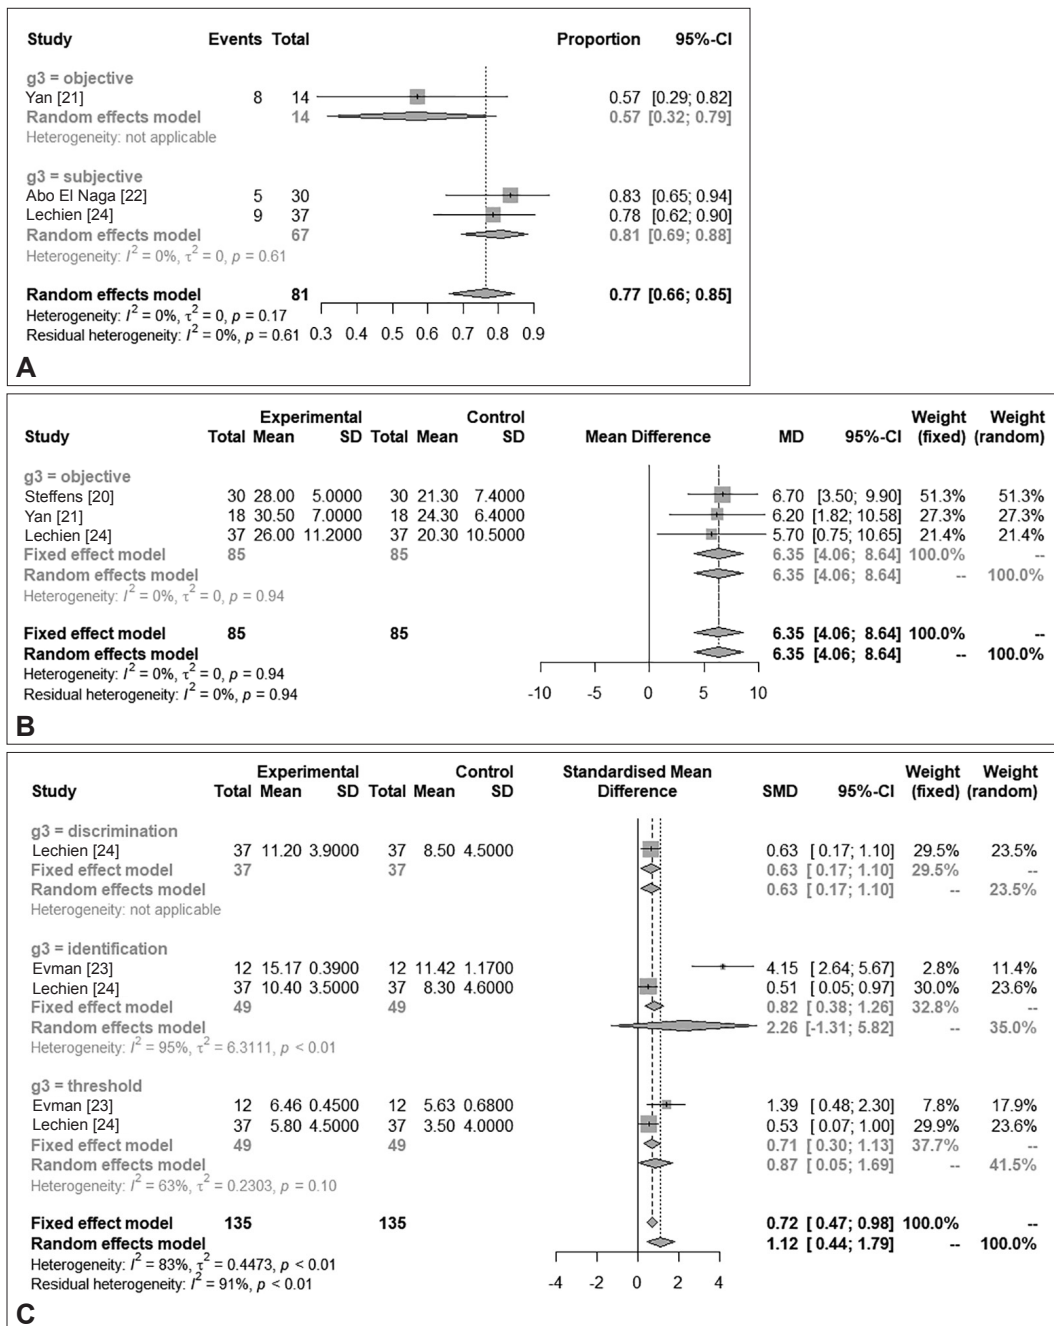 Study Events Total Proportion 95%-CI
g3 = objective
Yan [21] 8 14 0.57 [0.29; 0.82]
Random effects model 14 0.57 [0.32; 0.79]
Heterogeneity: not applicable
g3 = subjective
Abo El Naga [22] 5 30 0.83 [0.65; 0.94]
Lechien [24] 9 37 0.78 [0.62; 0.90]
Random effects model 67 0.81 [0.69; 0.88]
Heterogeneity: I² = 0%, τ² = 0, p = 0.61
Random effects model 81 0.77 [0.66; 0.85]
Heterogeneity: I² = 0%, τ² = 0, p = 0.17
Residual heterogeneity: I² = 0%, p = 0.61 0.3 0.4 0.5 0.6 0.7 0.8 0.9
A
Experimental Control Weight Weight
Study Total Mean SD Total Mean SD Mean Difference MD 95%-CI (fixed) (random)
g3 = objective
Steffens [20] 30 28.00 5.0000 30 21.30 7.4000 6.70 [3.50; 9.90] 51.3% 51.3%
Yan [21] 18 30.50 7.0000 18 24.30 6.4000 6.20 [1.82; 10.58] 27.3% 27.3%
Lechien [24] 37 26.00 11.2000 37 20.30 10.5000 5.70 [0.75; 10.65] 21.4% 21.4%
Fixed effect model 85 85 6.35 [4.06; 8.64] 100.0% --
Random effects model 6.35 [4.06; 8.64] -- 100.0%
Heterogeneity: I² = 0%, τ² = 0, p = 0.94
Fixed effect model 85 85 6.35 [4.06; 8.64] 100.0% --
Random effects model 6.35 [4.06; 8.64] -- 100.0%
Heterogeneity: I² = 0%, τ² = 0, p = 0.94
Residual heterogeneity: I² = 0%, p = 0.94 -10 -5 0 5 10
B
Experimental Control Standardised Mean Weight Weight
Study Total Mean SD Total Mean SD Difference SMD 95%-CI (fixed) (random)
g3 = discrimination
Lechien [24] 37 11.20 3.9000 37 8.50 4.5000 0.63 [ 0.17; 1.10] 29.5% 23.5%
Fixed effect model 37 37 0.63 [ 0.17; 1.10] 29.5% --
Random effects model 0.63 [ 0.17; 1.10] -- 23.5%
Heterogeneity: not applicable
g3 = identification
Evman [23] 12 15.17 0.3900 12 11.42 1.1700 4.15 [ 2.64; 5.67] 2.8% 11.4%
Lechien [24] 37 10.40 3.5000 37 8.30 4.6000 0.51 [ 0.05; 0.97] 30.0% 23.6%
Fixed effect model 49 49 0.82 [ 0.38; 1.26] 32.8% --
Random effects model 2.26 [-1.31; 5.82] -- 35.0%
Heterogeneity: I² = 95%, τ² = 6.3111, p < 0.01
g3 = threshold
Evman [23] 12 6.46 0.4500 12 5.63 0.6800 1.39 [ 0.48; 2.30] 7.8% 17.9%
Lechien [24] 37 5.80 4.5000 37 3.50 4.0000 0.53 [ 0.07; 1.00] 29.9% 23.6%
Fixed effect model 49 49 0.71 [ 0.30; 1.13] 37.7% --
Random effects model 0.87 [ 0.05; 1.69] -- 41.5%
Heterogeneity: I² = 63%, τ² = 0.2303, p = 0.10
Fixed effect model 135 135 0.72 [ 0.47; 0.98] 100.0% --
Random effects model 1.12 [ 0.44; 1.79] -- 100.0%
Heterogeneity: I² = 83%, τ² = 0.4473, p < 0.01
Residual heterogeneity: I² = 91%, p < 0.01 -4 -2 0 2 4
C